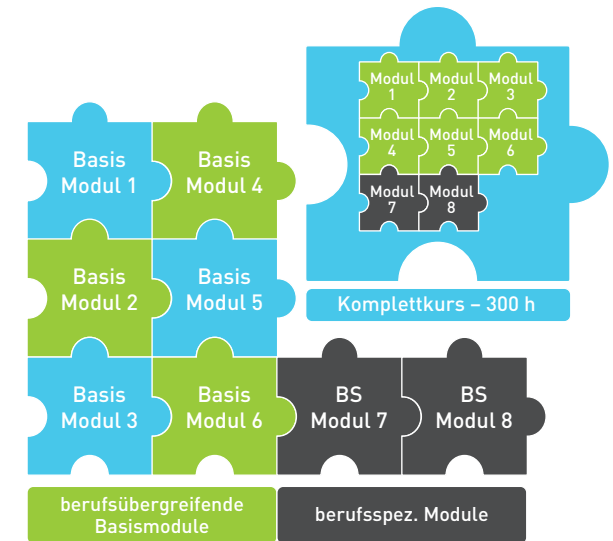 Modul
1
Modul
2
Modul
3
Modul
4
Modul
5
Modul
6
Modul
7
Modul
8
Komplettkurs – 300 h
Basis
Modul 1
Basis
Modul 4
Basis
Modul 2
Basis
Modul 5
Basis
Modul 3
Basis
Modul 6
BS
Modul 7
BS
Modul 8
berufsübergreifende
Basismodule
berufsspez. Module